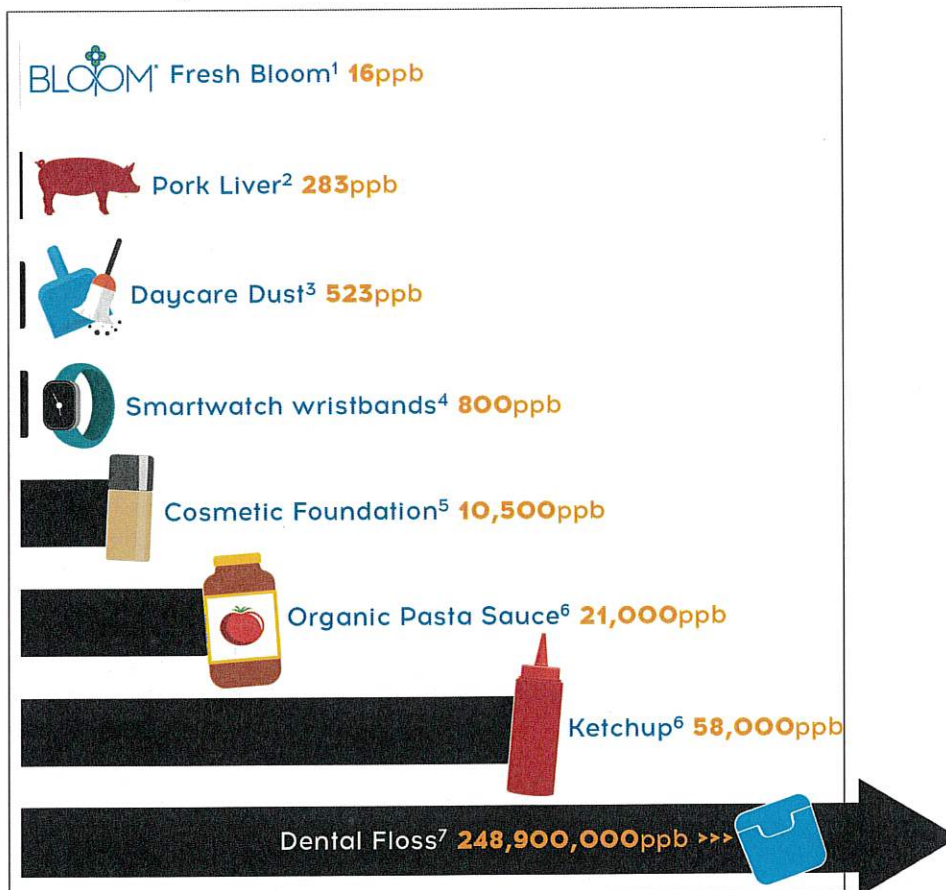 BLOOM® Fresh Bloom¹ 16ppb
Pork Liver² 283ppb
Daycare Dust³ 523ppb
Smartwatch wristbands⁴ 800ppb
Cosmetic Foundation⁵ 10,500ppb
Organic Pasta Sauce⁶ 21,000ppb
Ketchup⁶ 58,000ppb
Dental Floss⁷ 248,900,000ppb >>>